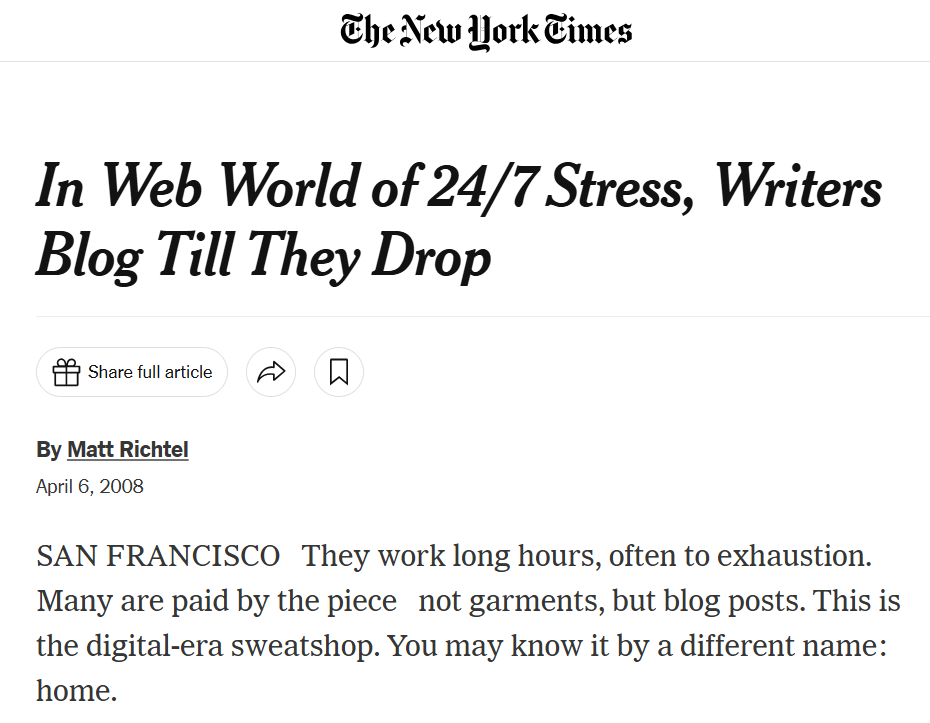 The New York Times
In Web World of 24/7 Stress, Writers
Blog Till They Drop
Share full article
By Matt Richtel
April 6, 2008
SAN FRANCISCO They work long hours, often to exhaustion.
Many are paid by the piece not garments, but blog posts. This is
the digital-era sweatshop. You may know it by a different name:
home.